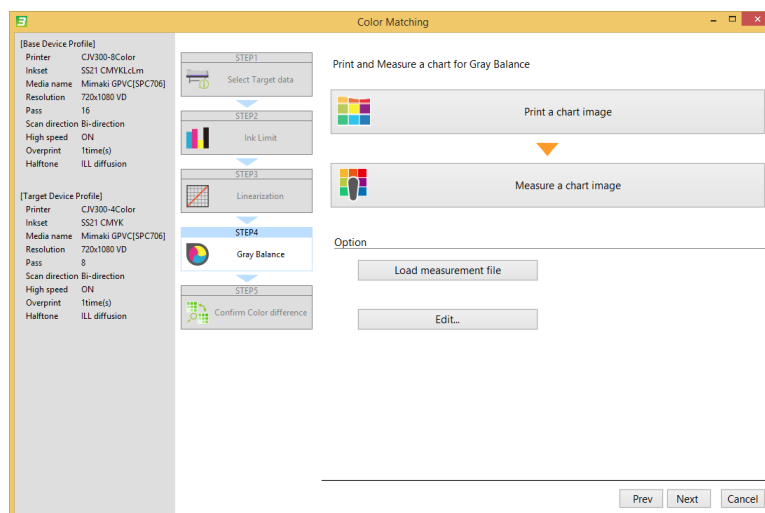 Color Matching
[Base Device Profile]
Printer CJV300-8Color
Inkset SS21 CMYKLcLm
Media name Mimaki GPVC[SPC706]
Resolution 720x1080 VD
Pass 16
Scan direction Bi-direction
High speed ON
Overprint 1time(s)
Halftone ILL diffusion
[Target Device Profile]
Printer CJV300-4Color
Inkset SS21 CMYK
Media name Mimaki GPVC[SPC706]
Resolution 720x1080 VD
Pass 8
Scan direction Bi-direction
High speed ON
Overprint 1time(s)
Halftone ILL diffusion
STEP1
Select Target data
STEP2
Ink Limit
STEP3
Linearization
STEP4
Gray Balance
STEP5
Confirm Color difference
Print and Measure a chart for Gray Balance
Print a chart image
Measure a chart image
Option
Load measurement file
Edit...
Prev Next Cancel